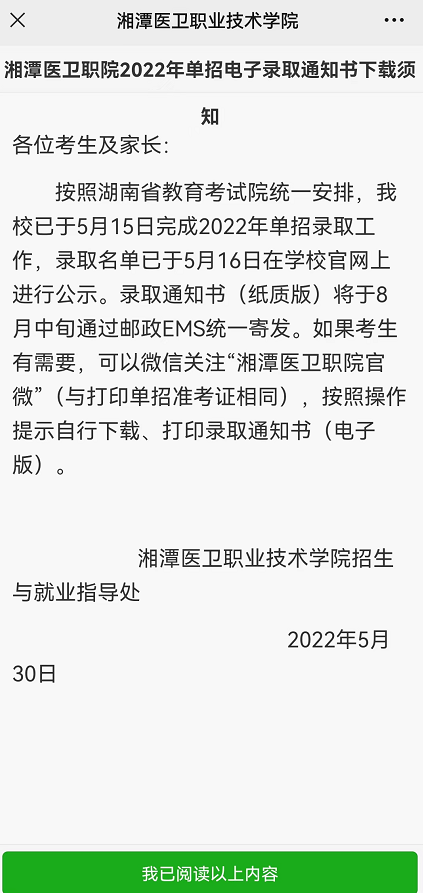 湘潭医卫职业技术学院
湘潭医卫职院2022年单招电子录取通知书下载须
知
各位考生及家长：
按照湖南省教育考试院统一安排，我
校已于5月15日完成2022年单招录取工
作，录取名单已于5月16日在学校官网上
进行公示。录取通知书（纸质版）将于8
月中旬通过邮政EMS统一寄发。如果考生
有需要，可以微信关注“湘潭医卫职院官
微”（与打印单招准考证相同），按照操作
提示自行下载、打印录取通知书（电子
版）。
湘潭医卫职业技术学院招生
与就业指导处
2022年5月
30日
我已阅读以上内容